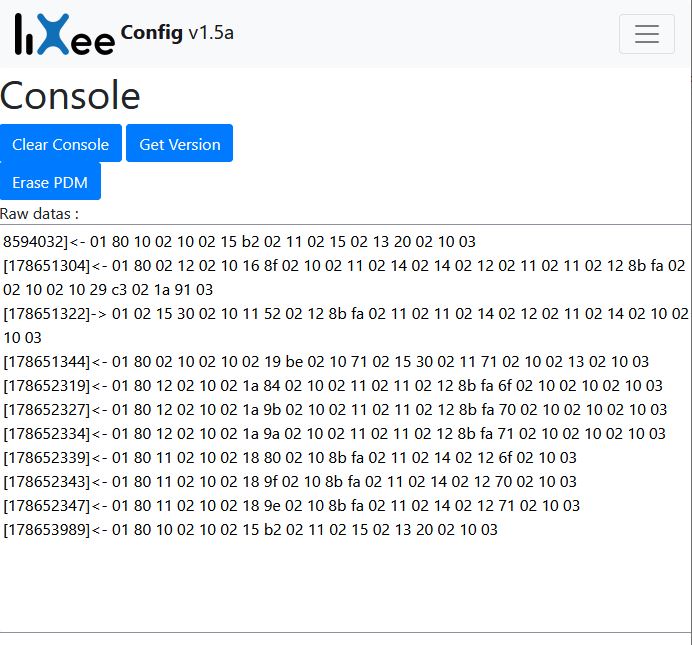 liXee Config v1.5a
Console
Clear Console Get Version
Erase PDM
Raw datas :
8594032]<- 01 80 10 02 10 02 15 b2 02 11 02 15 02 13 20 02 10 03
[178651304]<- 01 80 02 12 02 10 16 8f 02 10 02 11 02 14 02 14 02 12 02 11 02 11 02 12 8b fa 02
02 10 02 10 29 c3 02 1a 91 03
[178651322]-> 01 02 15 30 02 10 11 52 02 12 8b fa 02 11 02 11 02 14 02 12 02 11 02 14 02 10 02
10 03
[178651344]<- 01 80 02 10 02 10 02 19 be 02 10 71 02 15 30 02 11 71 02 10 02 13 02 10 03
[178652319]<- 01 80 12 02 10 02 1a 84 02 10 02 11 02 11 02 12 8b fa 6f 02 10 02 10 02 10 03
[178652327]<- 01 80 12 02 10 02 1a 9b 02 10 02 11 02 11 02 12 8b fa 70 02 10 02 10 02 10 03
[178652334]<- 01 80 12 02 10 02 1a 9a 02 10 02 11 02 11 02 12 8b fa 71 02 10 02 10 02 10 03
[178652339]<- 01 80 11 02 10 02 18 80 02 10 8b fa 02 11 02 14 02 12 6f 02 10 03
[178652343]<- 01 80 11 02 10 02 18 9f 02 10 8b fa 02 11 02 14 02 12 70 02 10 03
[178652347]<- 01 80 11 02 10 02 18 9e 02 10 8b fa 02 11 02 14 02 12 71 02 10 03
[178653989]<- 01 80 10 02 10 02 15 b2 02 11 02 15 02 13 20 02 10 03